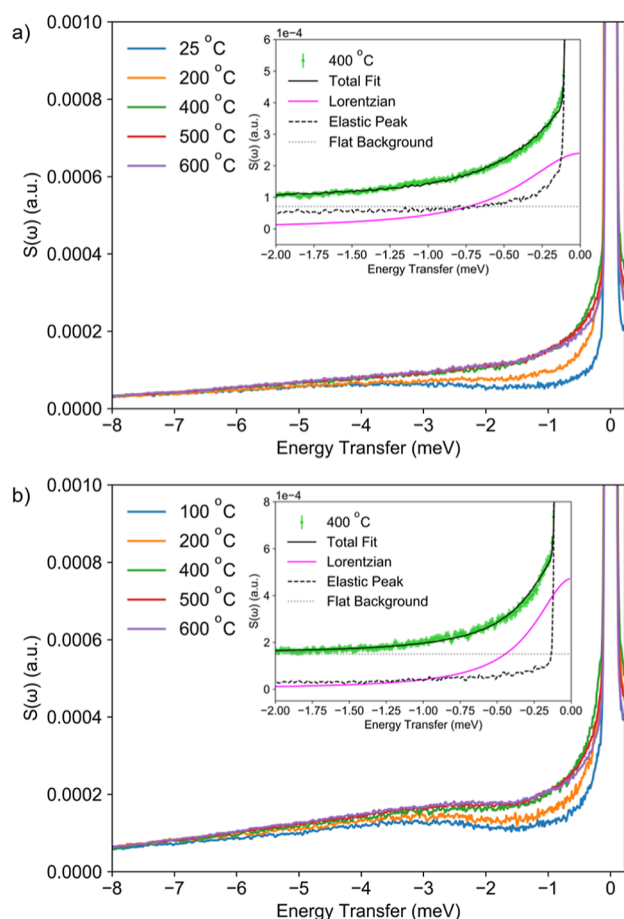 a)
0.0010
0.0008
0.0006
0.0004
0.0002
0.0000
S(ω) (a.u.)
25 °C
200 °C
400 °C
500 °C
600 °C
1e−4
6
5
4
3
2
1
0
S(ω) (a.u.)
400 °C
Total Fit
Lorentzian
Elastic Peak
Flat Background
−2.00 −1.75 −1.50 −1.25 −1.00 −0.75 −0.50 −0.25 0.00
Energy Transfer (meV)
−8 −7 −6 −5 −4 −3 −2 −1 0
Energy Transfer (meV)
b)
0.0010
0.0008
0.0006
0.0004
0.0002
0.0000
S(ω) (a.u.)
100 °C
200 °C
400 °C
500 °C
600 °C
1e−4
8
6
4
2
0
S(ω) (a.u.)
400 °C
Total Fit
Lorentzian
Elastic Peak
Flat Background
−2.00 −1.75 −1.50 −1.25 −1.00 −0.75 −0.50 −0.25 0.00
Energy Transfer (meV)
−8 −7 −6 −5 −4 −3 −2 −1 0
Energy Transfer (meV)